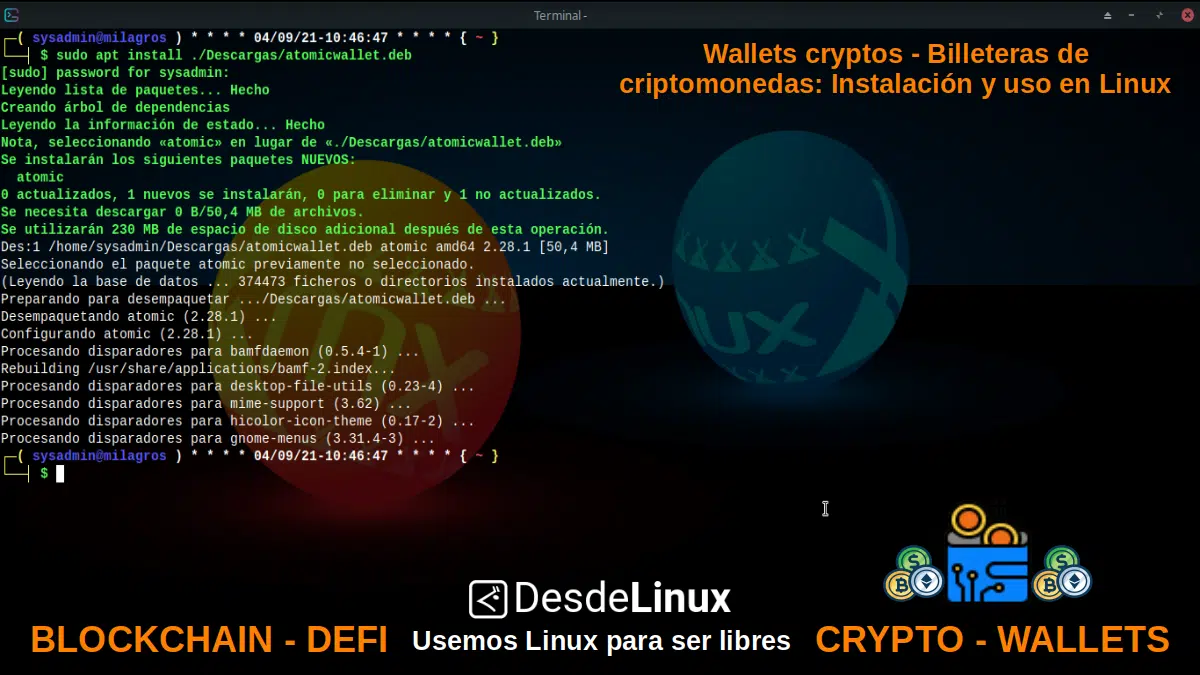 Terminal -
( sysadmin@milagros ) * * * * 04/09/21-10:46:47 * * * * { ~ }
$ sudo apt install ./Descargas/atomicwallet.deb
[sudo] password for sysadmin:
Leyendo lista de paquetes... Hecho
Creando árbol de dependencias
Leyendo la información de estado... Hecho
Nota, seleccionando «atomic» en lugar de «./Descargas/atomicwallet.deb»
Se instalarán los siguientes paquetes NUEVOS:
atomic
0 actualizados, 1 nuevos se instalarán, 0 para eliminar y 1 no actualizados.
Se necesita descargar 0 B/50,4 MB de archivos.
Se utilizarán 230 MB de espacio de disco adicional después de esta operación.
Des:1 /home/sysadmin/Descargas/atomicwallet.deb atomic amd64 2.28.1 [50,4 MB]
Seleccionando el paquete atomic previamente no seleccionado.
(Leyendo la base de datos ... 374473 ficheros o directorios instalados actualmente.)
Preparando para desempaquetar .../Descargas/atomicwallet.deb ...
Desempaquetando atomic (2.28.1) ...
Configurando atomic (2.28.1) ...
Procesando disparadores para bamfdaemon (0.5.4-1) ...
Rebuilding /usr/share/applications/bamf-2.index...
Procesando disparadores para desktop-file-utils (0.23-4) ...
Procesando disparadores para mime-support (3.62) ...
Procesando disparadores para hicolor-icon-theme (0.17-2) ...
Procesando disparadores para gnome-menus (3.31.4-3) ...
( sysadmin@milagros ) * * * * 04/09/21-10:46:47 * * * * { ~ }
$
Wallets cryptos - Billeteras de
criptomonedas: Instalación y uso en Linux
DesdeLinux
BLOCKCHAIN - DEFI
Usemos Linux para ser libres
CRYPTO - WALLETS